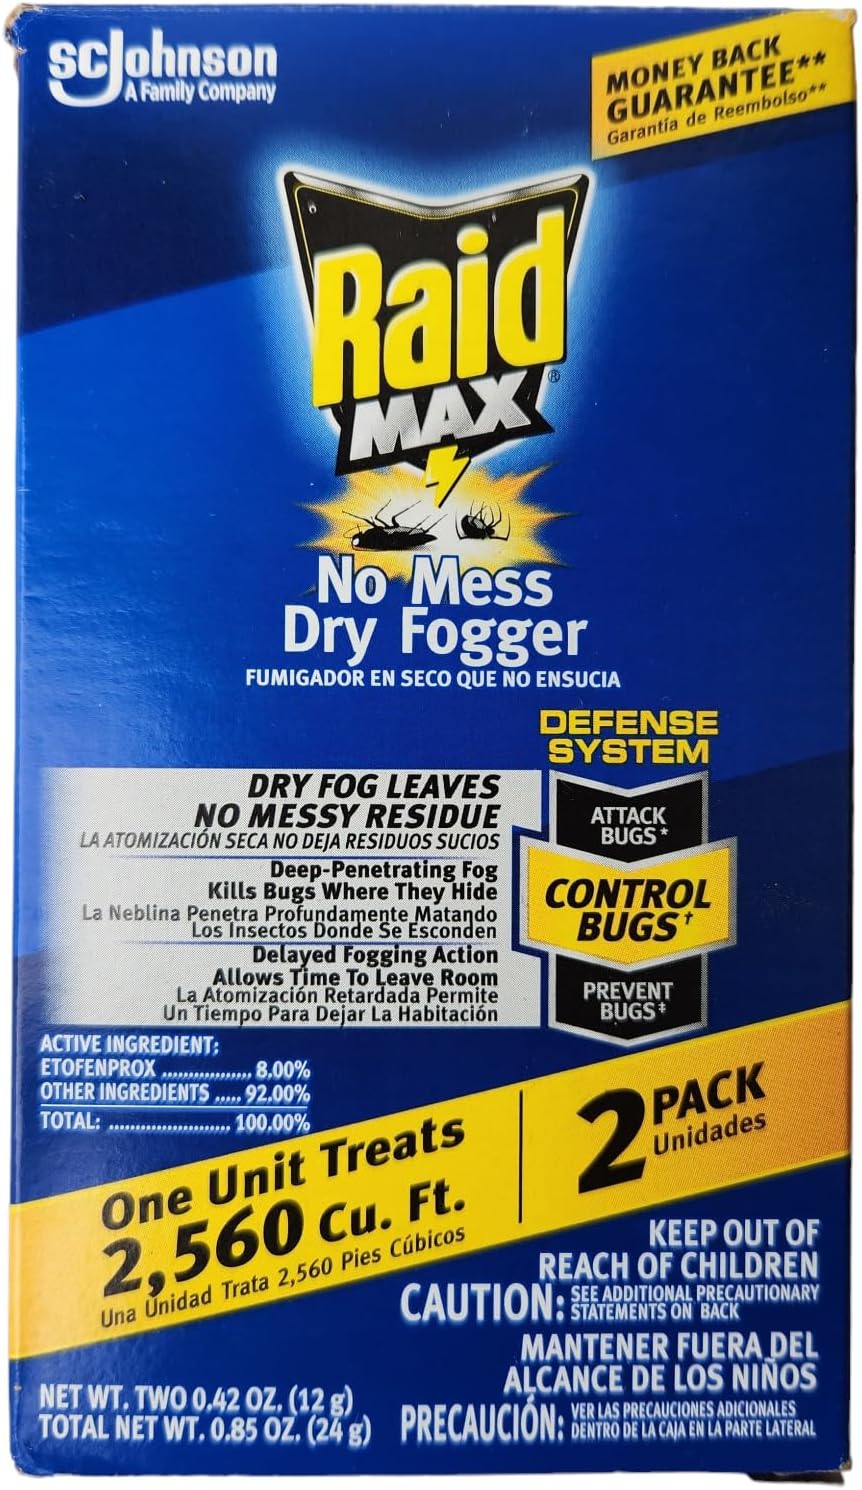 SC Johnson
A Family Company
MONEY BACK
GUARANTEE**
Garantía de Reembolso**
Raid
®
MAX
No Mess
Dry Fogger
FUMIGADOR EN SECO QUE NO ENSUCIA
DEFENSE
SYSTEM
ATTACK
BUGS*
CONTROL
BUGS†
PREVENT
BUGS‡
DRY FOG LEAVES
NO MESSY RESIDUE
LA ATOMIZACIÓN SECA NO DEJA RESIDUOS SUCIOS
Deep-Penetrating Fog
Kills Bugs Where They Hide
La Neblina Penetra Profundamente Matando
Los Insectos Donde Se Esconden
Delayed Fogging Action
Allows Time To Leave Room
La Atomización Retardada Permite
Un Tiempo Para Dejar La Habitación
ACTIVE INGREDIENT:
ETOFENPROX ................. 8.00%
OTHER INGREDIENTS ..... 92.00%
TOTAL: ....................... 100.00%
One Unit Treats
2,560 Cu. Ft.
Una Unidad Trata 2,560 Pies Cúbicos
2 PACK
Unidades
KEEP OUT OF
REACH OF CHILDREN
CAUTION: SEE ADDITIONAL PRECAUTIONARY
STATEMENTS ON BACK
MANTENER FUERA DEL
ALCANCE DE LOS NIÑOS
PRECAUCIÓN: VER LAS PRECAUCIONES ADICIONALES
DENTRO DE LA CAJA EN LA PARTE LATERAL
NET WT. TWO 0.42 OZ. (12 g)
TOTAL NET WT. 0.85 OZ. (24 g)